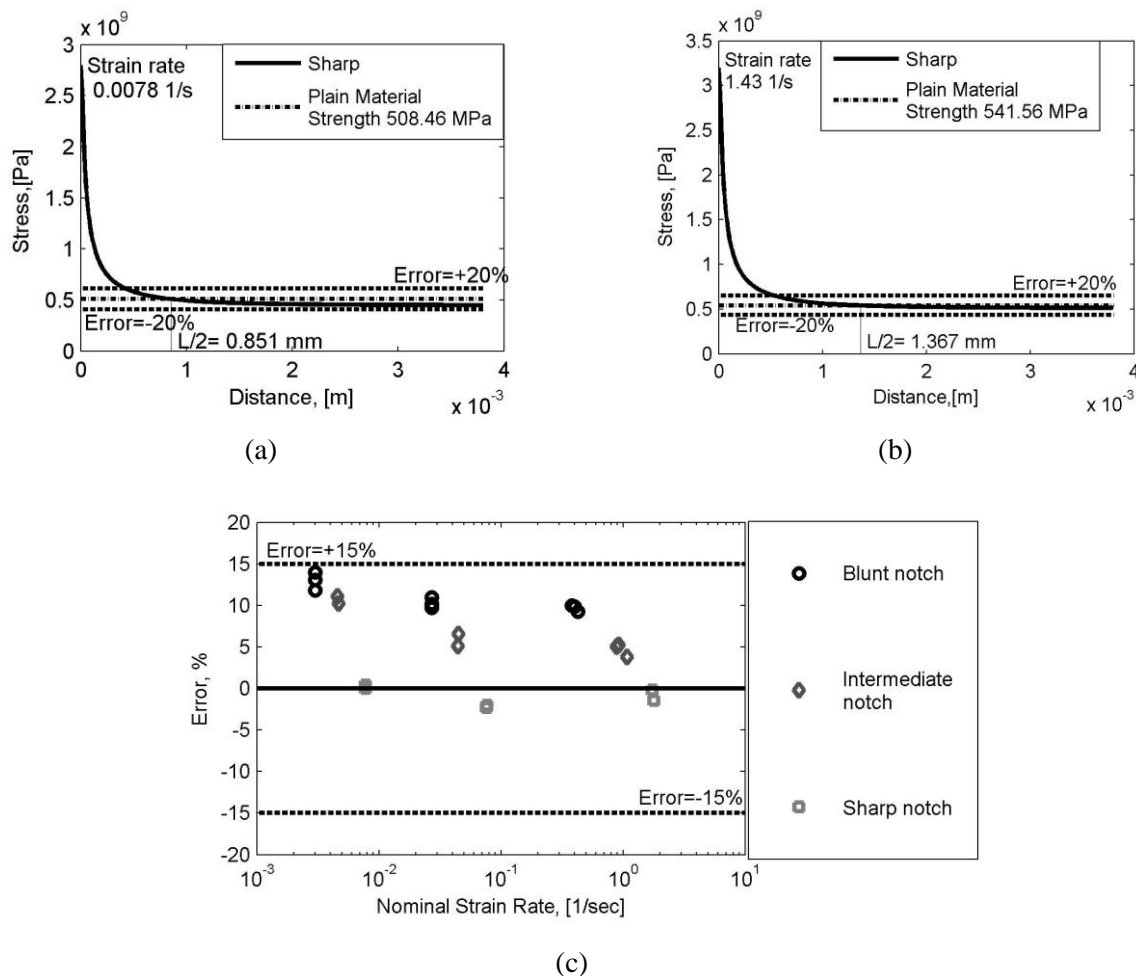 x 10^9
3
2.5
2
1.5
1
0.5
0
Stress,[Pa]
Strain rate
0.0078 1/s
Sharp
Plain Material
Strength 508.46 MPa
Error=+20%
Error=-20%
L/2= 0.851 mm
0 1 2 3 4
Distance, [m]
x 10^-3
(a)
x 10^9
3.5
3
2.5
2
1.5
1
0.5
0
Stress, [Pa]
Strain rate
1.43 1/s
Sharp
Plain Material
Strength 541.56 MPa
Error=+20%
Error=-20%
L/2= 1.367 mm
0 1 2 3 4
Distance,[m]
x 10^-3
(b)
20
15
10
5
0
-5
-10
-15
-20
Error, %
Error=+15%
Error=-15%
10^-3 10^-2 10^-1 10^0 10^1
Nominal Strain Rate, [1/sec]
Blunt notch
Intermediate
notch
Sharp notch
(c)